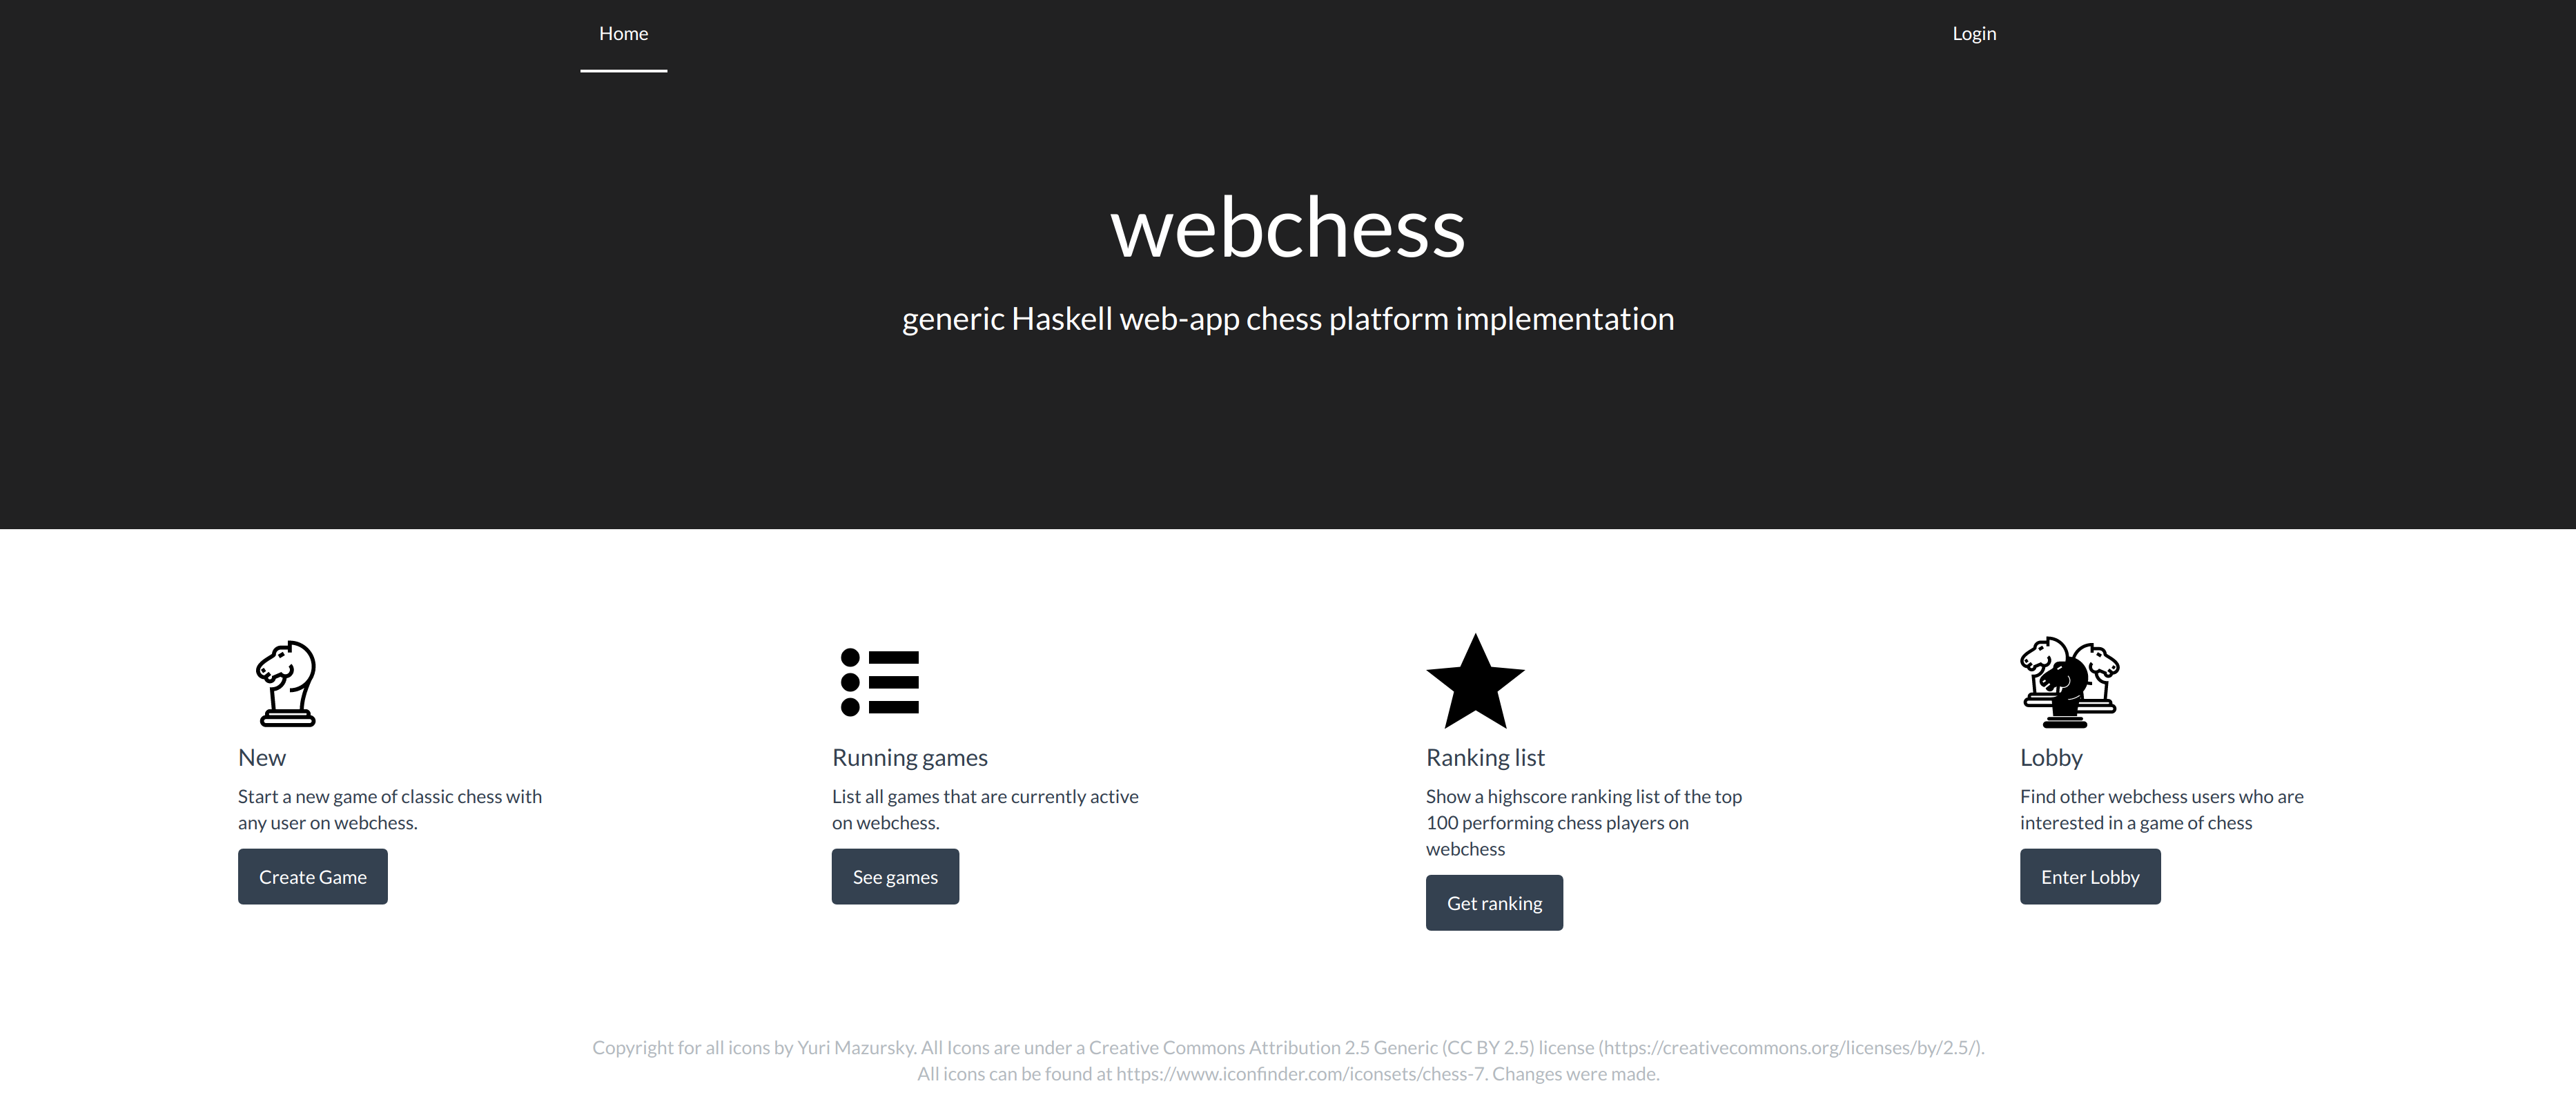 Home
Login
webchess
generic Haskell web-app chess platform implementation
New
Start a new game of classic chess with
any user on webchess.
Create Game
Running games
List all games that are currently active
on webchess.
See games
Ranking list
Show a highscore ranking list of the top
100 performing chess players on
webchess
Get ranking
Lobby
Find other webchess users who are
interested in a game of chess
Enter Lobby
Copyright for all icons by Yuri Mazursky. All Icons are under a Creative Commons Attribution 2.5 Generic (CC BY 2.5) license (https://creativecommons.org/licenses/by/2.5/).
All icons can be found at https://www.iconfinder.com/iconsets/chess-7. Changes were made.